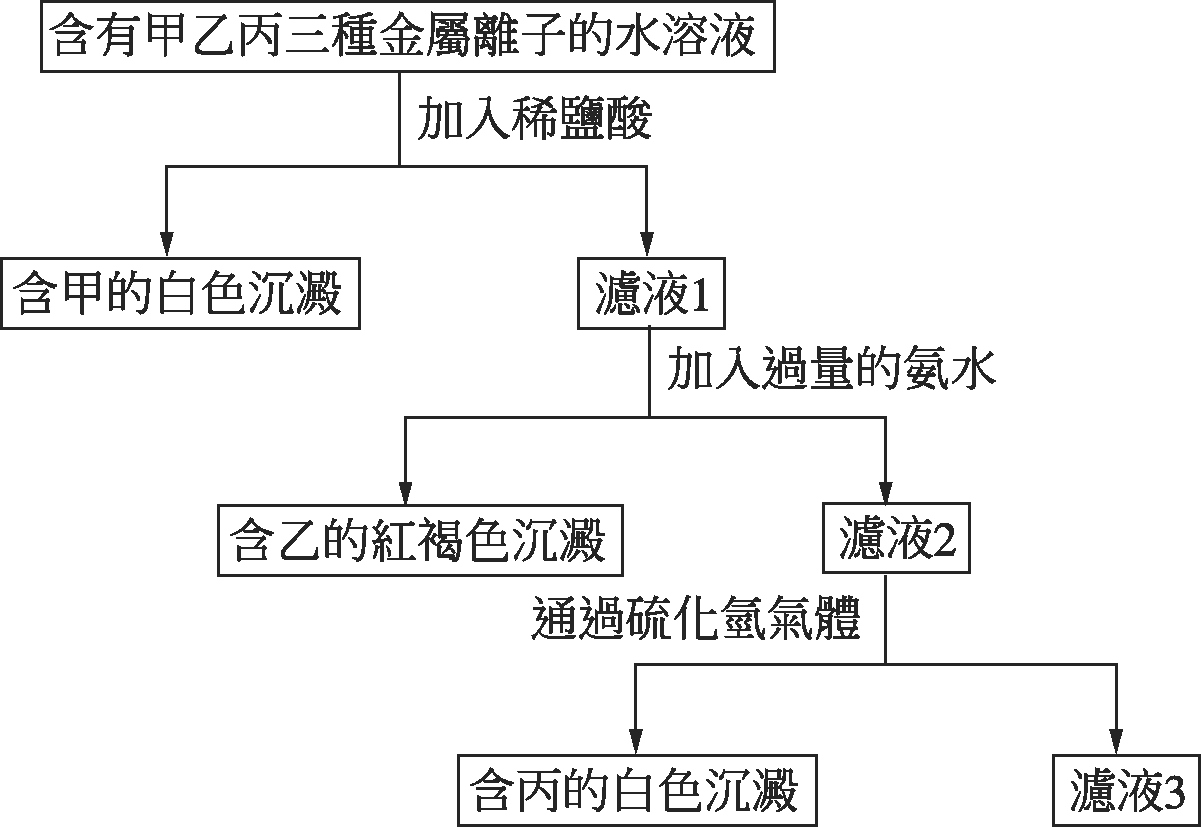 含有甲乙丙三種金屬離子的水溶液
加入稀鹽酸
含甲的白色沉澱
濾液1
加入過量的氨水
含乙的紅褐色沉澱
濾液2
通過硫化氫氣體
含丙的白色沉澱
濾液3